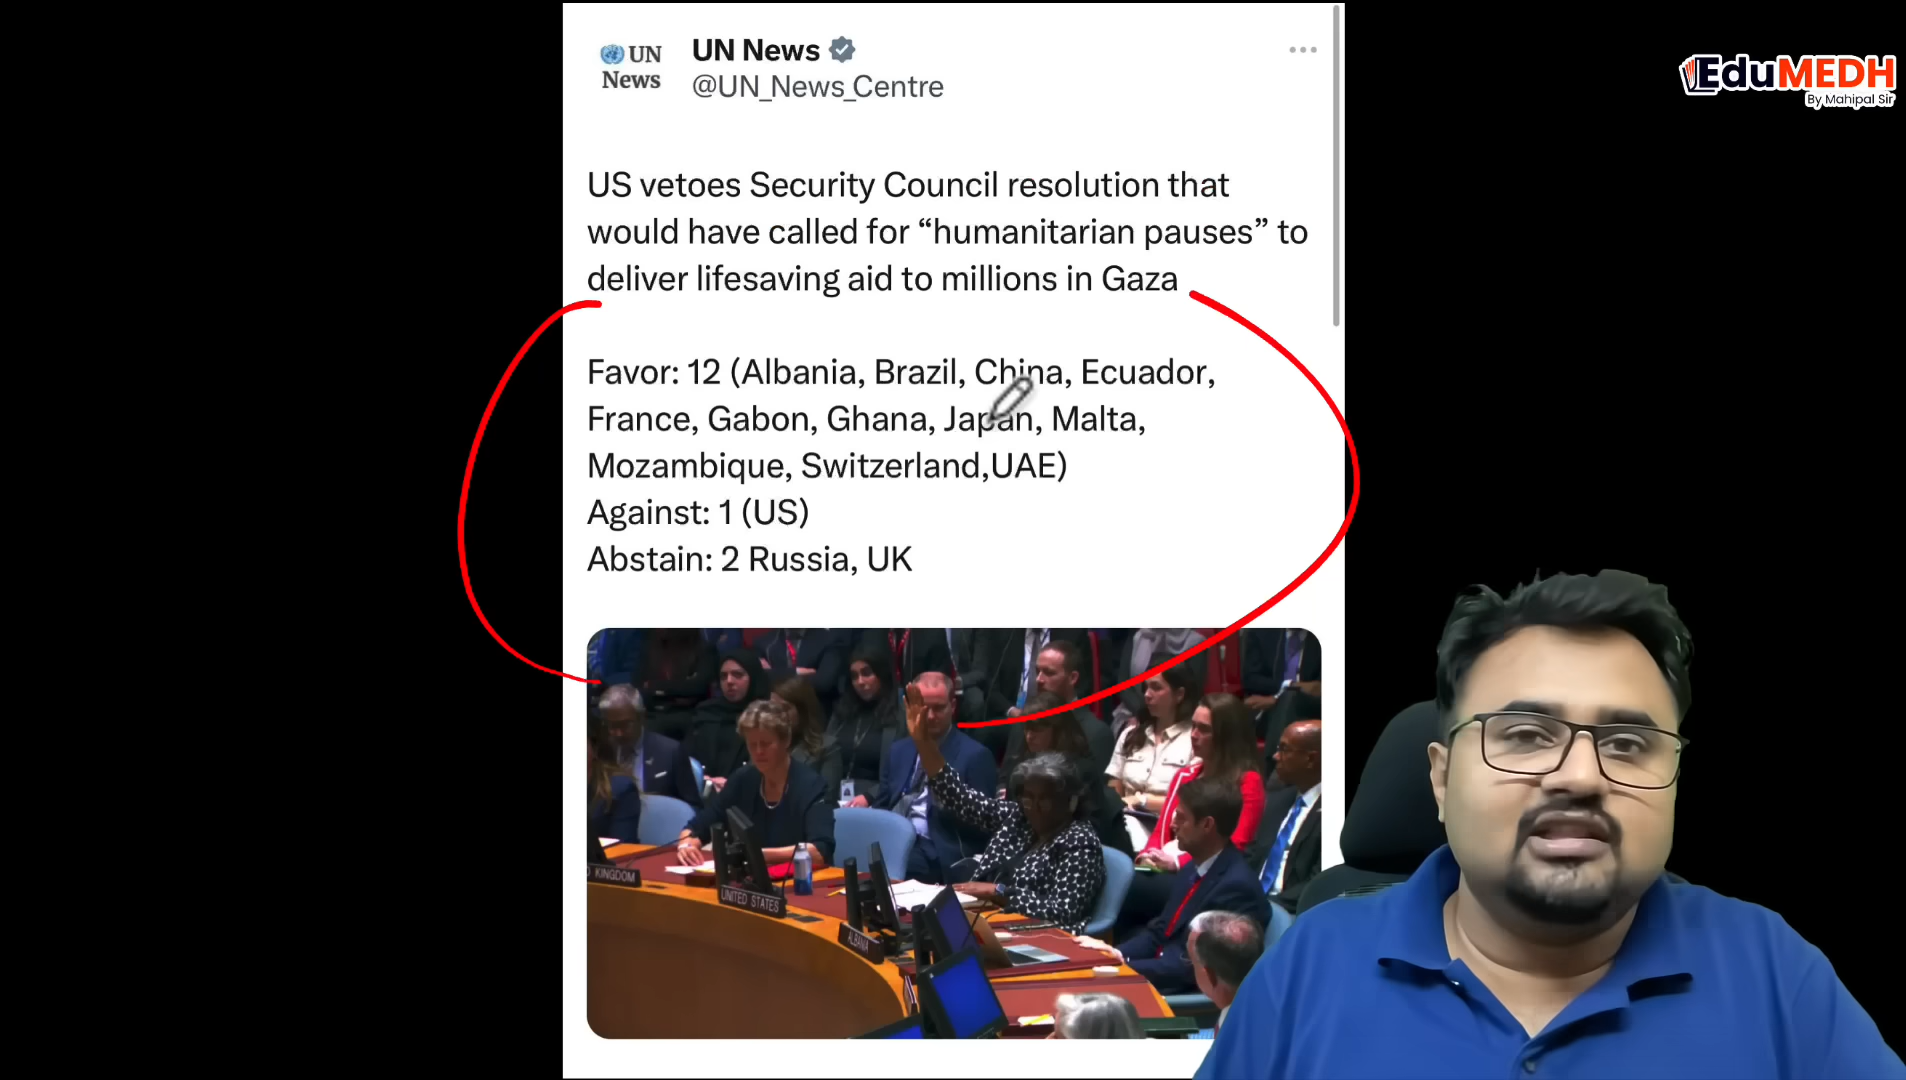 UN News
@UN_News_Centre
UN
News
EduMEDH
By Mahipal Sir
US vetoes Security Council resolution that
would have called for “humanitarian pauses” to
deliver lifesaving aid to millions in Gaza
Favor: 12 (Albania, Brazil, China, Ecuador,
France, Gabon, Ghana, Japan, Malta,
Mozambique, Switzerland,UAE)
Against: 1 (US)
Abstain: 2 Russia, UK
D KINGDOM
UNITED STATES
ALBANIA